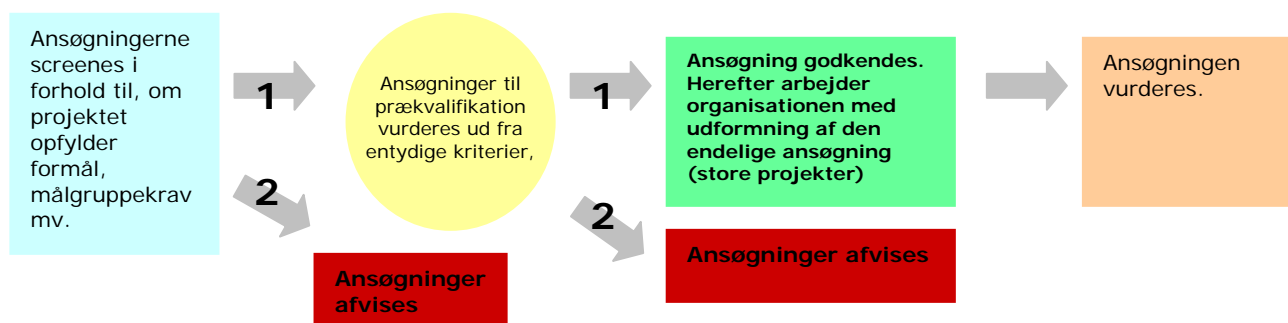 Ansøgningerne
screenes i
forhold til, om
projektet
opfylder
formål,
målgruppekrav
mv.
1
2
Ansøgninger til
prækvalifikation
vurderes ud fra
entydige kriterier,
Ansøgninger
afvises
1
2
Ansøgning godkendes.
Herefter arbejder
organisationen med
udformning af den
endelige ansøgning
(store projekter)
Ansøgninger afvises
Ansøgningen
vurderes.